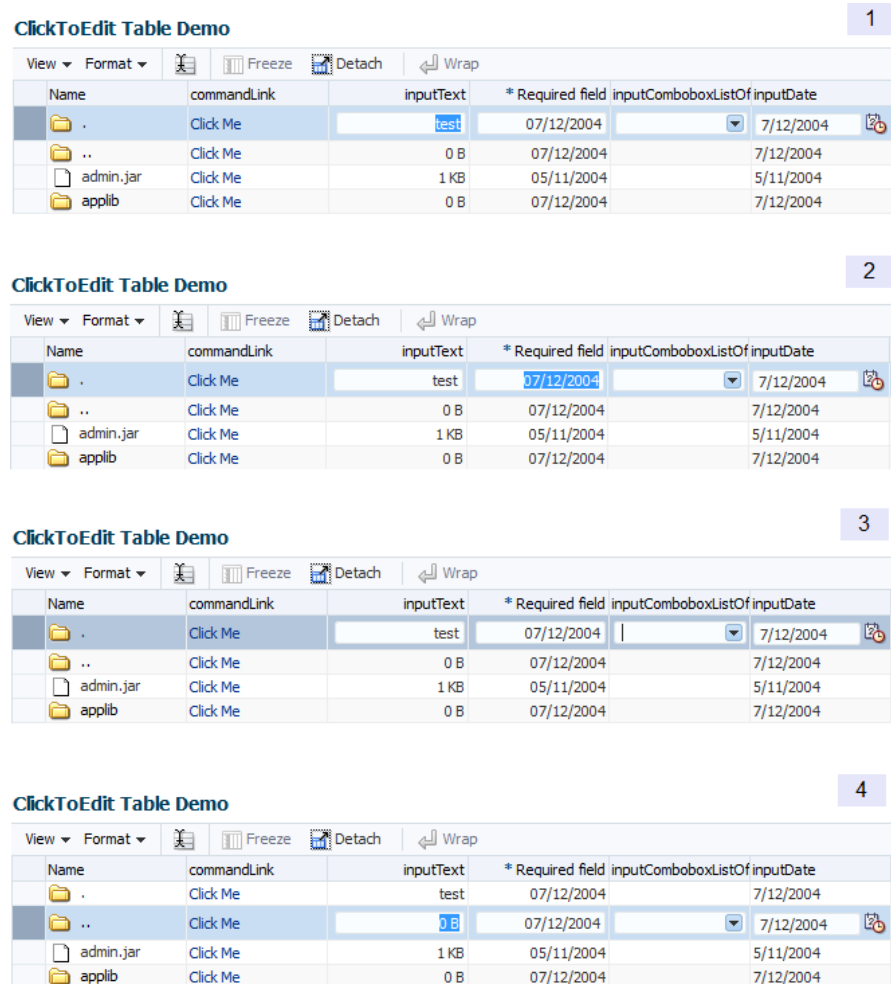 1
ClickToEdit Table Demo
View Format Freeze Detach Wrap
Name commandLink inputText * Required field inputComboboxListOf inputDate
. Click Me test 07/12/2004 7/12/2004
.. Click Me 0 B 07/12/2004 7/12/2004
admin.jar Click Me 1 KB 05/11/2004 5/11/2004
applib Click Me 0 B 07/12/2004 7/12/2004
2
ClickToEdit Table Demo
View Format Freeze Detach Wrap
Name commandLink inputText * Required field inputComboboxListOf inputDate
. Click Me test 07/12/2004 7/12/2004
.. Click Me 0 B 07/12/2004 7/12/2004
admin.jar Click Me 1 KB 05/11/2004 5/11/2004
applib Click Me 0 B 07/12/2004 7/12/2004
3
ClickToEdit Table Demo
View Format Freeze Detach Wrap
Name commandLink inputText * Required field inputComboboxListOf inputDate
. Click Me test 07/12/2004 7/12/2004
.. Click Me 0 B 07/12/2004 7/12/2004
admin.jar Click Me 1 KB 05/11/2004 5/11/2004
applib Click Me 0 B 07/12/2004 7/12/2004
4
ClickToEdit Table Demo
View Format Freeze Detach Wrap
Name commandLink inputText * Required field inputComboboxListOf inputDate
. Click Me test 07/12/2004 7/12/2004
.. Click Me 0 B 07/12/2004 7/12/2004
admin.jar Click Me 1 KB 05/11/2004 5/11/2004
applib Click Me 0 B 07/12/2004 7/12/2004